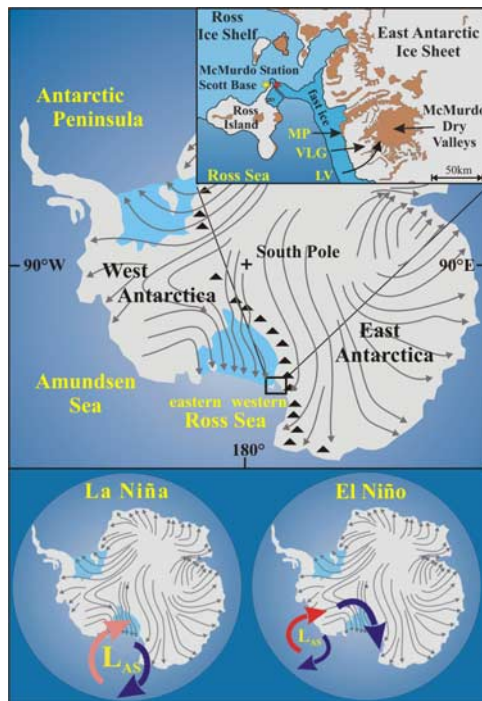 Ross
Ice Shelf
East Antarctic
Ice Sheet
McMurdo Station
Scott Base
Ross
Island
fast ice
McMurdo
Dry
Valleys
MP
VLG
LV
Ross Sea
50km
Antarctic
Peninsula
South Pole
90°W
90°E
West
Antarctica
East
Antarctica
Amundsen
Sea
eastern western
Ross Sea
180°
La Niña
El Niño
LAS
LAS